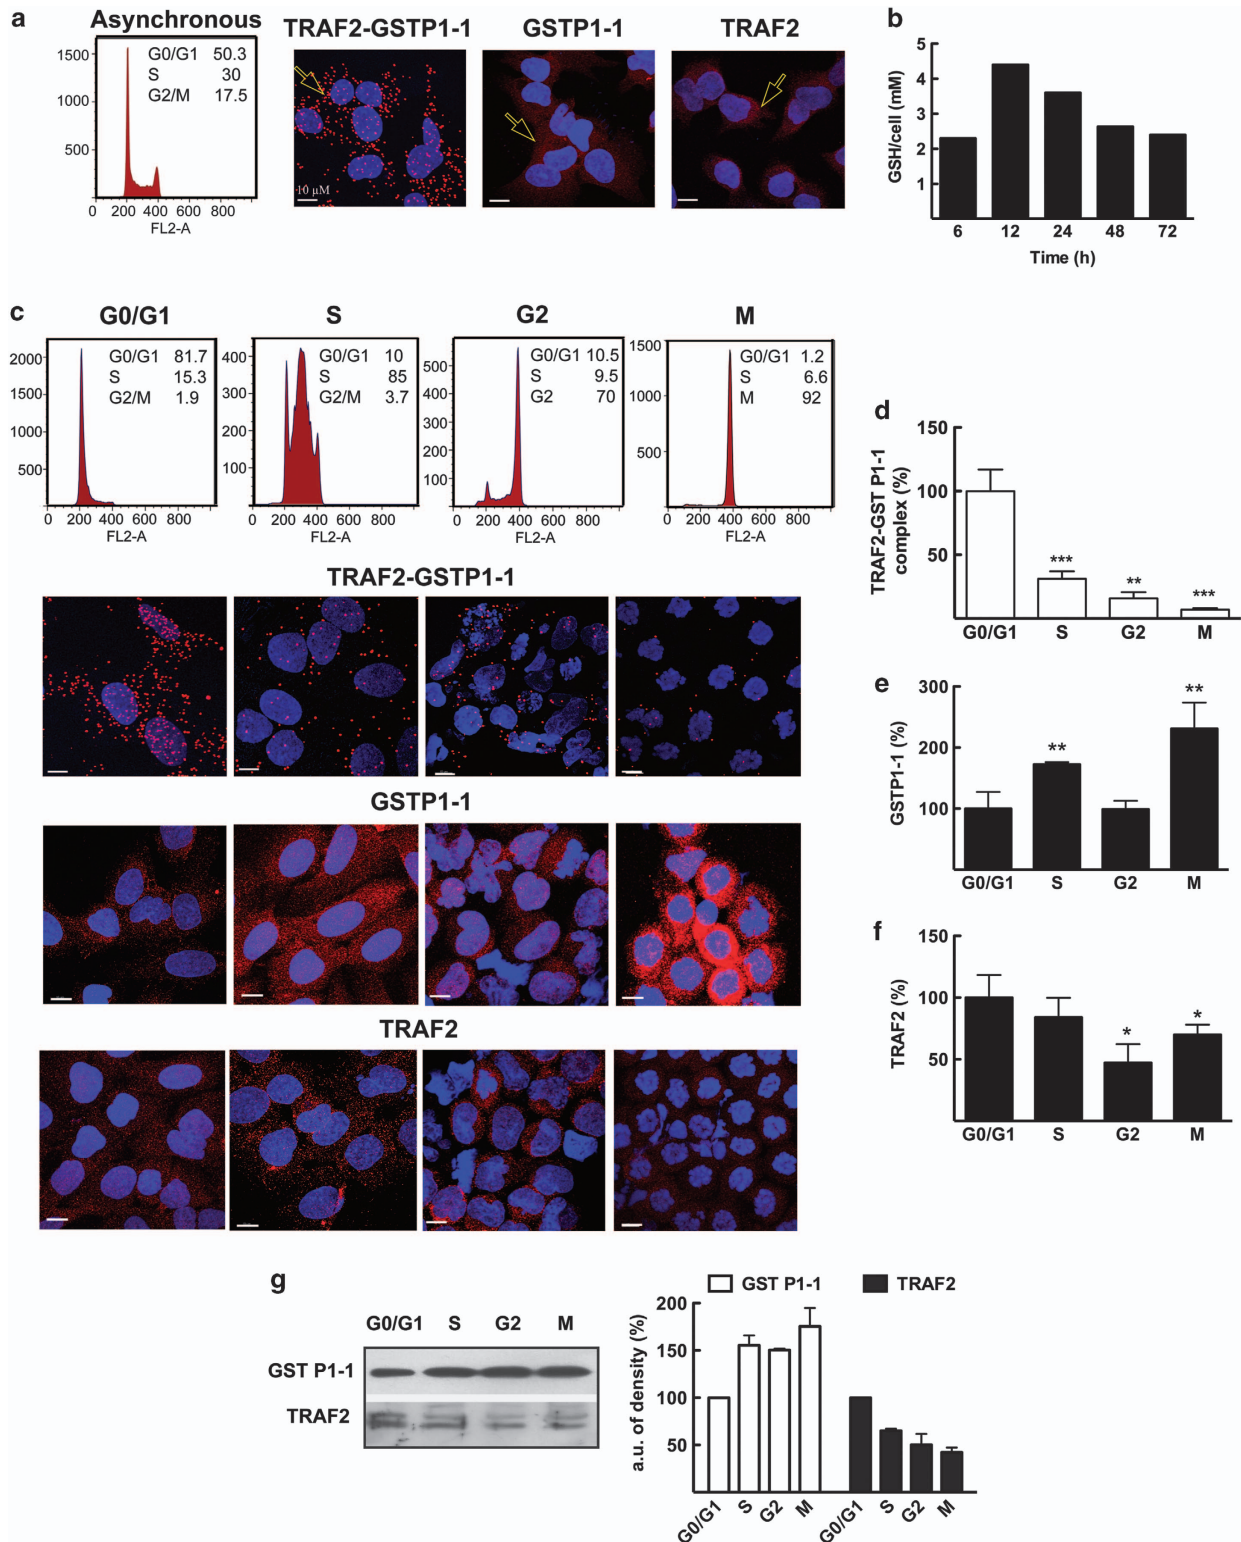 a
Asynchronous
G0/G1 50.3
S 30
G2/M 17.5
1500
1000
500
0 200 400 600 800
FL2-A
TRAF2-GSTP1-1
10 µM
GSTP1-1
TRAF2
b
GSH/cell (mM)
5
4
3
2
1
6 12 24 48 72
Time (h)
c
G0/G1
G0/G1 81.7
S 15.3
G2/M 1.9
2000
1500
1000
500
0 200 400 600 800
FL2-A
S
G0/G1 10
S 85
G2/M 3.7
400
300
200
100
0 200 400 600 800
FL2-A
G2
G0/G1 10.5
S 9.5
G2 70
500
400
300
200
100
0 200 400 600 800
FL2-A
M
G0/G1 1.2
S 6.6
M 92
1500
1000
500
0 200 400 600 800
FL2-A
TRAF2-GSTP1-1
GSTP1-1
TRAF2
d
TRAF2-GST P1-1
complex (%)
150
100
50
***
**
***
G0/G1 S G2 M
e
GSTP1-1 (%)
300
200
100
**
**
G0/G1 S G2 M
f
TRAF2 (%)
150
100
50
*
*
G0/G1 S G2 M
g
G0/G1 S G2 M
GST P1-1
TRAF2
GST P1-1 TRAF2
a.u. of density (%)
200
150
100
50
G0/G1 S G2 M G0/G1 S G2 M